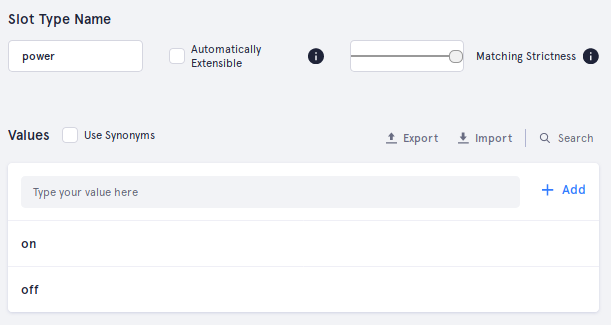 Slot Type Name
power
Automatically
Extensible
Matching Strictness
Values
Use Synonyms
Export
Import
Search
Type your value here
Add
on
off